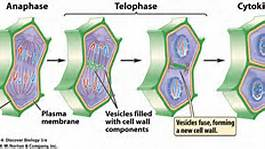 Anaphase
Telophase
Cytoki
Plasma
membrane
Vesicles filled
with cell wall
components
Vesicles fuse, forming
a new cell wall.
Discover Biology 3/e
W. W. Norton & Company Inc.